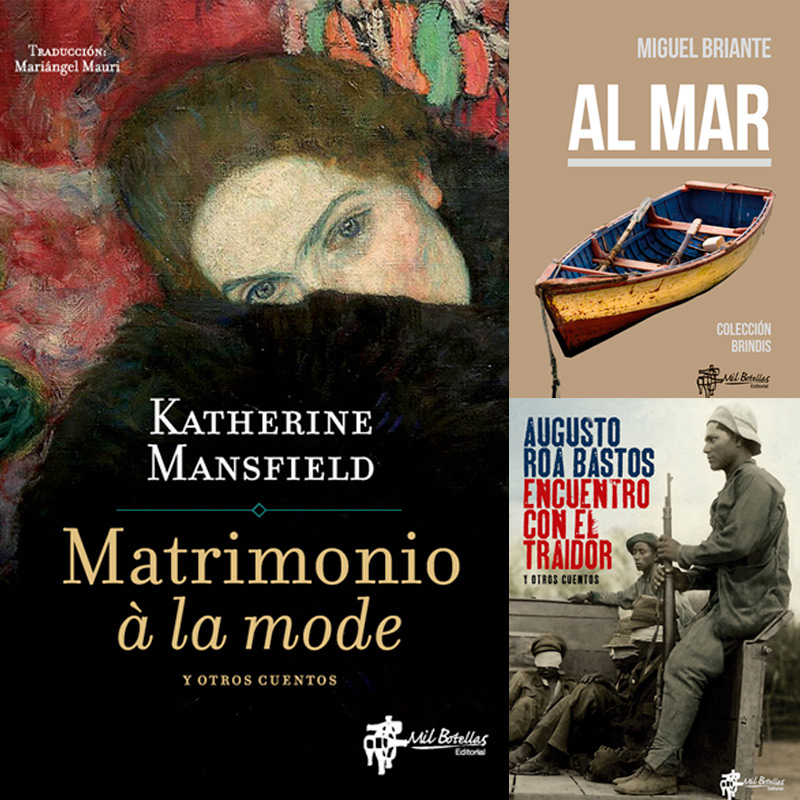 TRADUCCIÓN:
Mariángel Mauri
KATHERINE
MANSFIELD
Matrimonio
à la mode
Y OTROS CUENTOS
Mil Botellas
Editorial
MIGUEL BRIANTE
AL MAR
COLECCIÓN
BRINDIS
Mil Botellas
Editorial
AUGUSTO
ROA BASTOS
ENCUENTRO
CON EL
TRAIDOR
Y OTROS CUENTOS
Mil Botellas
Editorial